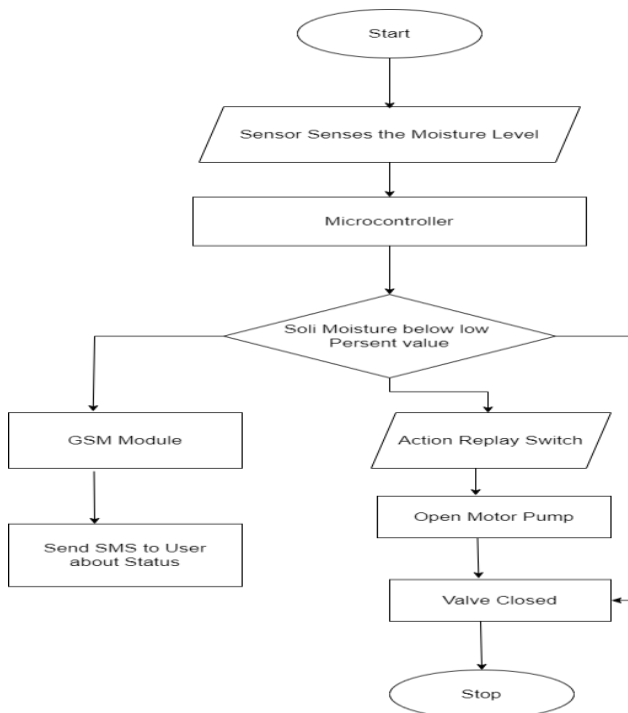 Start
Sensor Senses the Moisture Level
Microcontroller
Soli Moisture below low
Persent value
GSM Module
Action Replay Switch
Send SMS to User
about Status
Open Motor Pump
Valve Closed
Stop